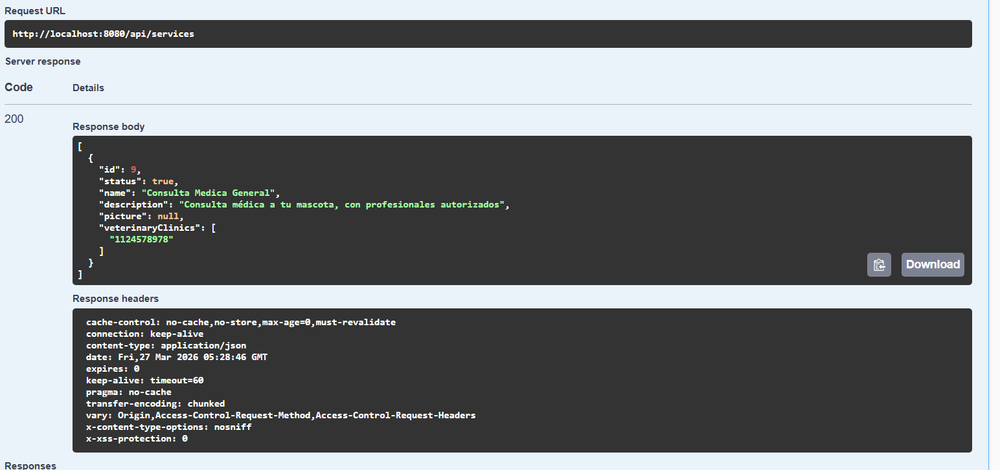 Request URL
http://localhost:8080/api/services
Server response
Code Details
200
Response body
[
  {
    "id": 9,
    "status": true,
    "name": "Consulta Medica General",
    "description": "Consulta médica a tu mascota, con profesionales autorizados",
    "picture": null,
    "veterinaryClinics": [
      "1124578978"
    ]
  }
]
Download
Response headers
cache-control: no-cache,no-store,max-age=0,must-revalidate
connection: keep-alive
content-type: application/json
date: Fri,27 Mar 2026 05:28:46 GMT
expires: 0
keep-alive: timeout=60
pragma: no-cache
transfer-encoding: chunked
vary: Origin,Access-Control-Request-Method,Access-Control-Request-Headers
x-content-type-options: nosniff
x-xss-protection: 0
Responses